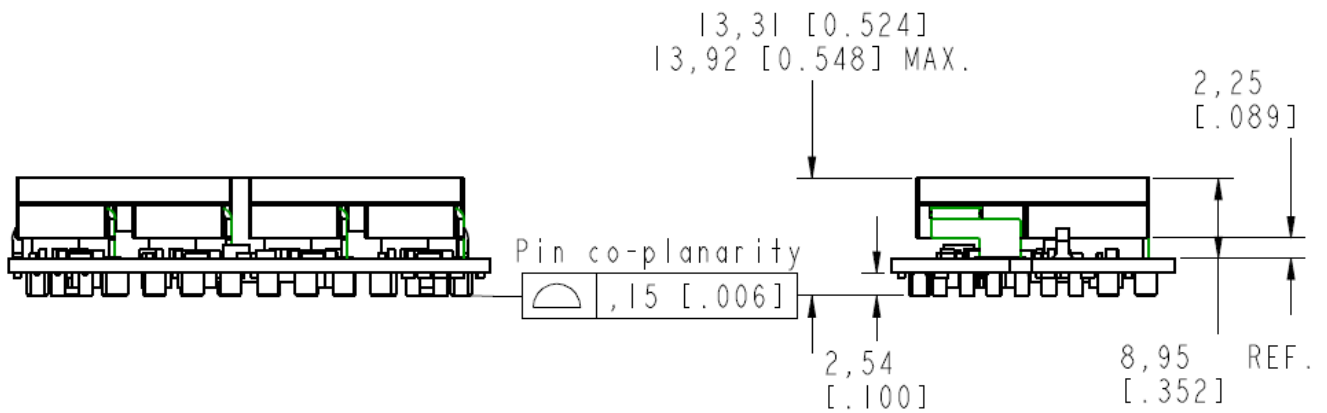 13,31 [0.524]
13,92 [0.548] MAX.
2,25
[.089]
Pin co-planarity
,15 [.006]
2,54
[.100]
8,95 REF.
[.352]